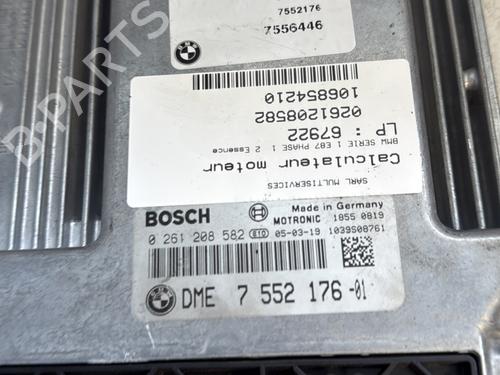 7552176
7556446
SARL MULTISERVICES
Calculateur moteur
BMW SERIE 1 E87 PHASE 1 2 Essence
LP : 67922
0261208582
106854210
BOSCH
Made in Germany
MOTRONIC 1855 0819
0 261 208 582 E10 05-03-19 1039S08761
DME 7 552 176-01
B-PARTS